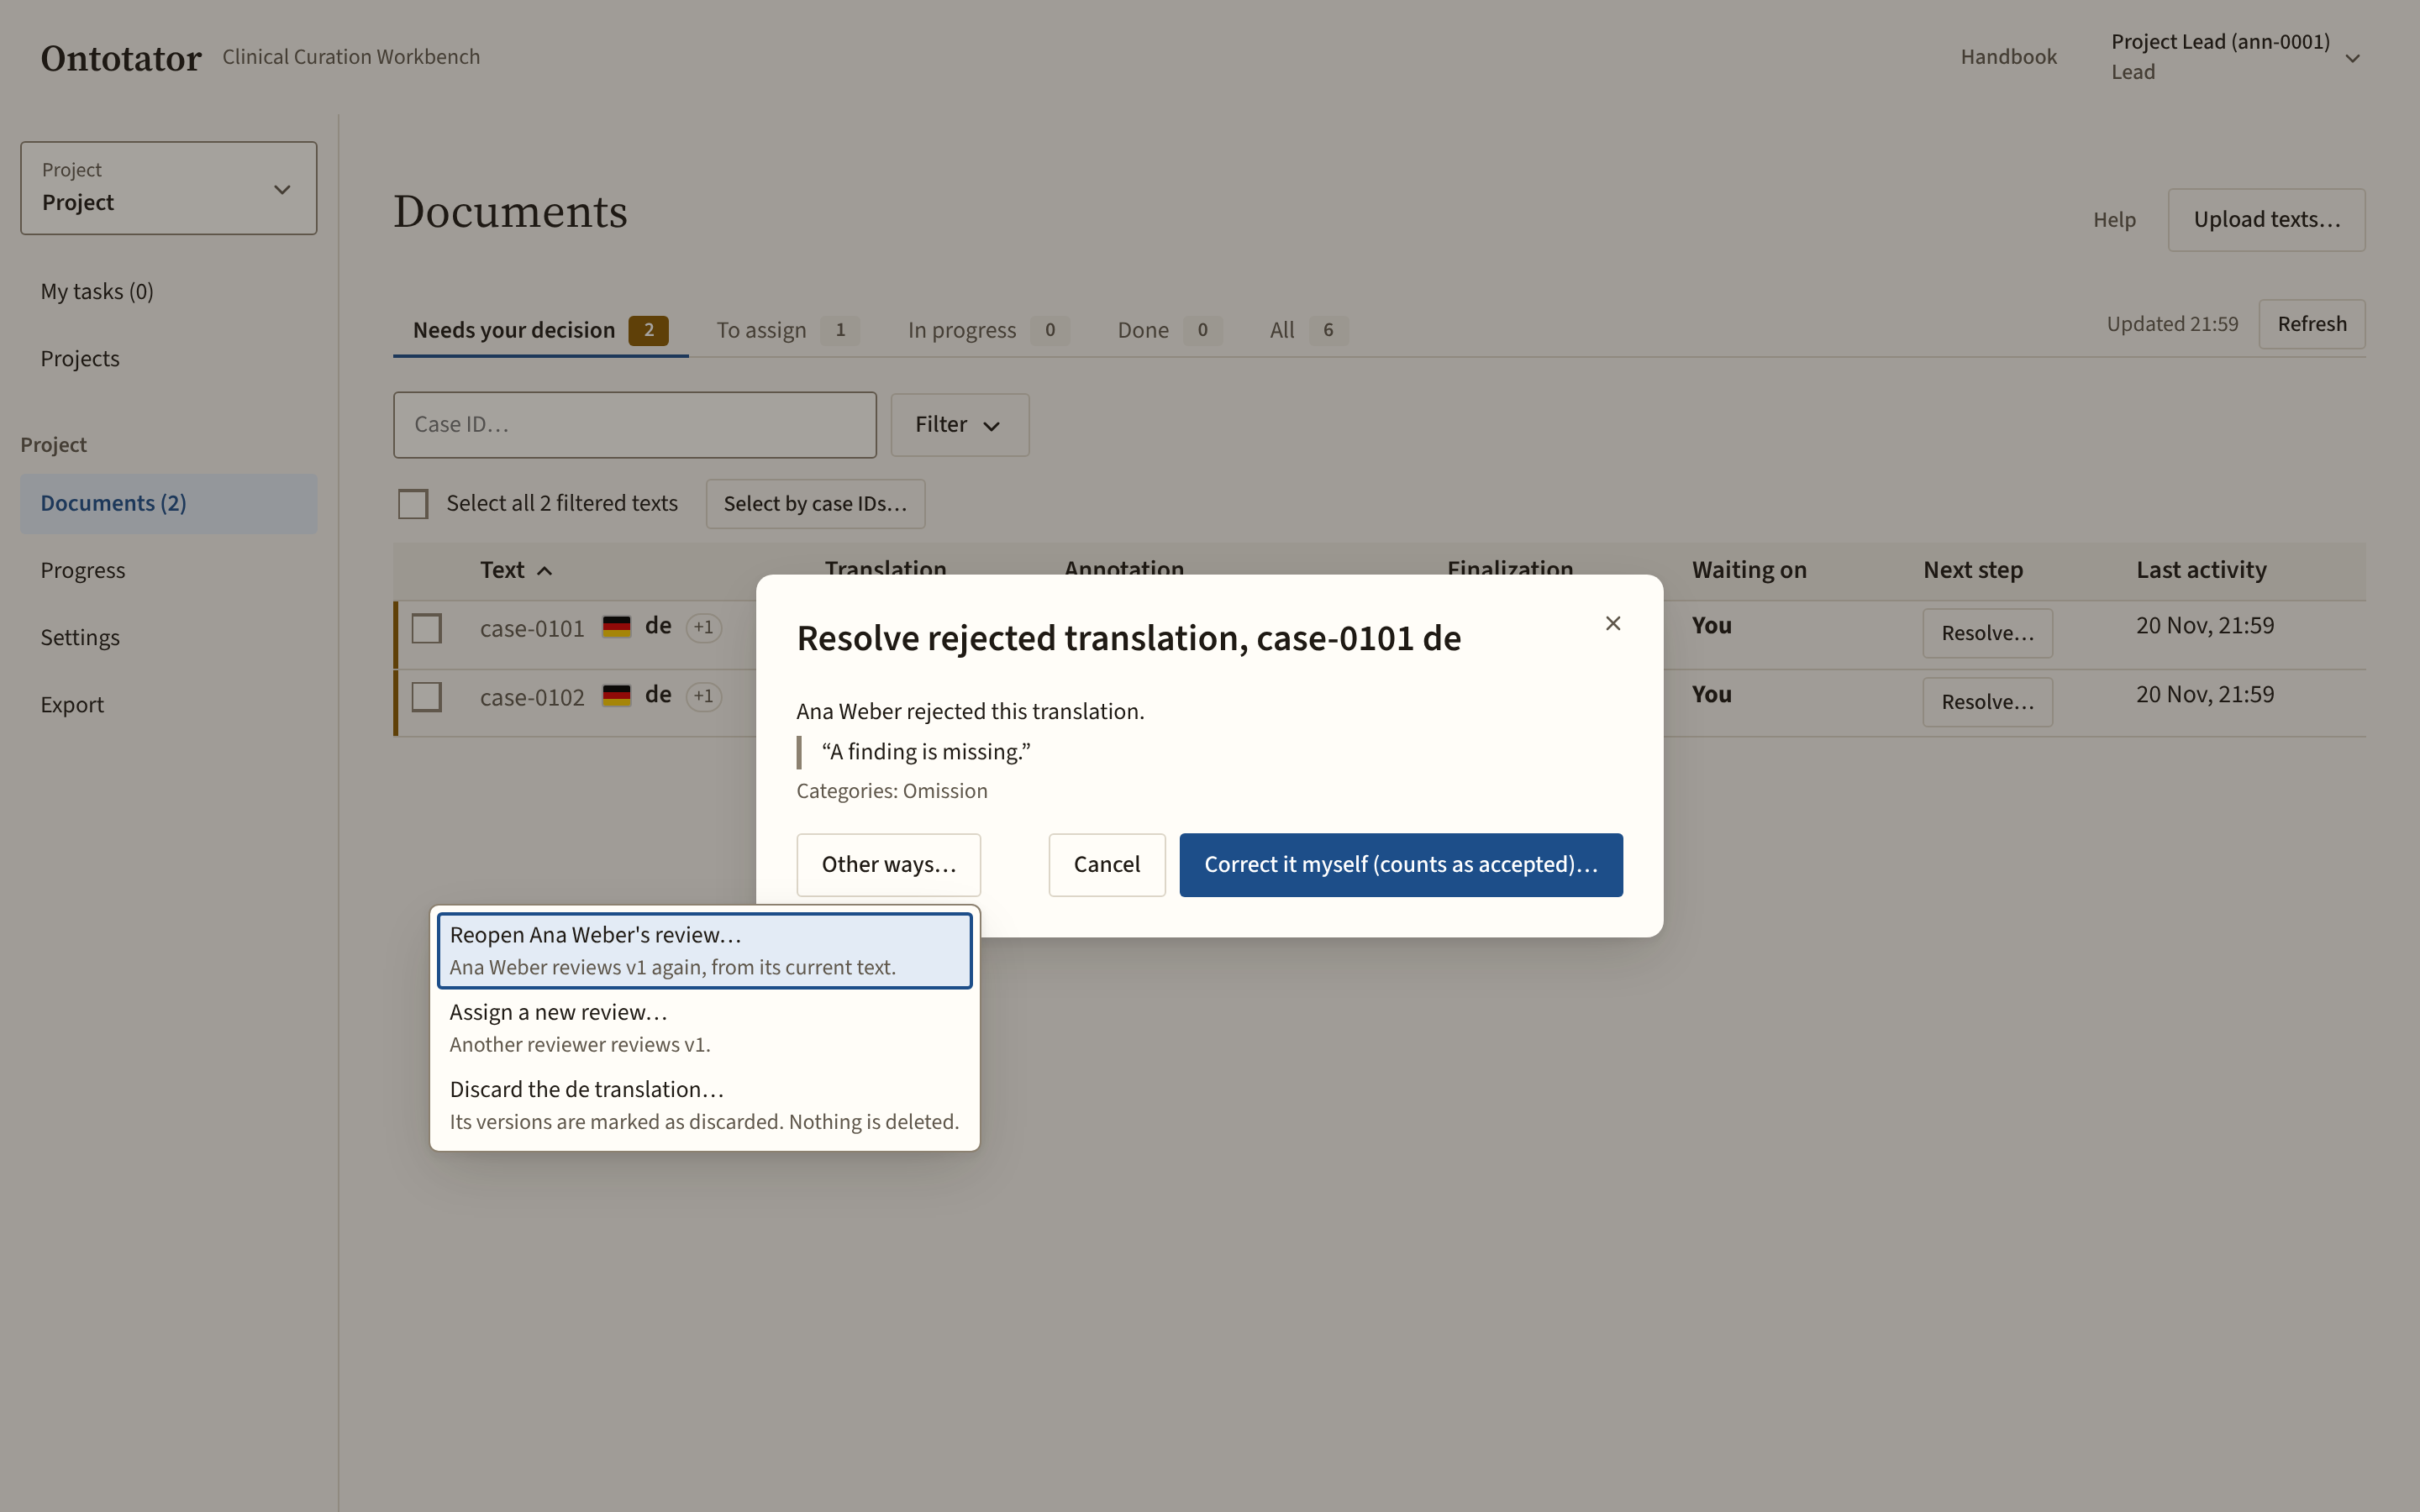 Ontotator Clinical Curation Workbench
Handbook
Project Lead (ann-0001)
Lead
Project
Project
My tasks (0)
Projects
Project
Documents (2)
Progress
Settings
Export
Documents
Help
Upload texts…
Needs your decision 2
To assign 1
In progress 0
Done 0
All 6
Updated 21:59
Refresh
Case ID…
Filter
Select all 2 filtered texts
Select by case IDs…
Text Translation Annotation Finalization Waiting on Next step Last activity
case-0101 de +1 You Resolve… 20 Nov, 21:59
case-0102 de +1 You Resolve… 20 Nov, 21:59
Resolve rejected translation, case-0101 de
Ana Weber rejected this translation.
“A finding is missing.”
Categories: Omission
Other ways…
Cancel
Correct it myself (counts as accepted)…
Reopen Ana Weber's review…
Ana Weber reviews v1 again, from its current text.
Assign a new review…
Another reviewer reviews v1.
Discard the de translation…
Its versions are marked as discarded. Nothing is deleted.